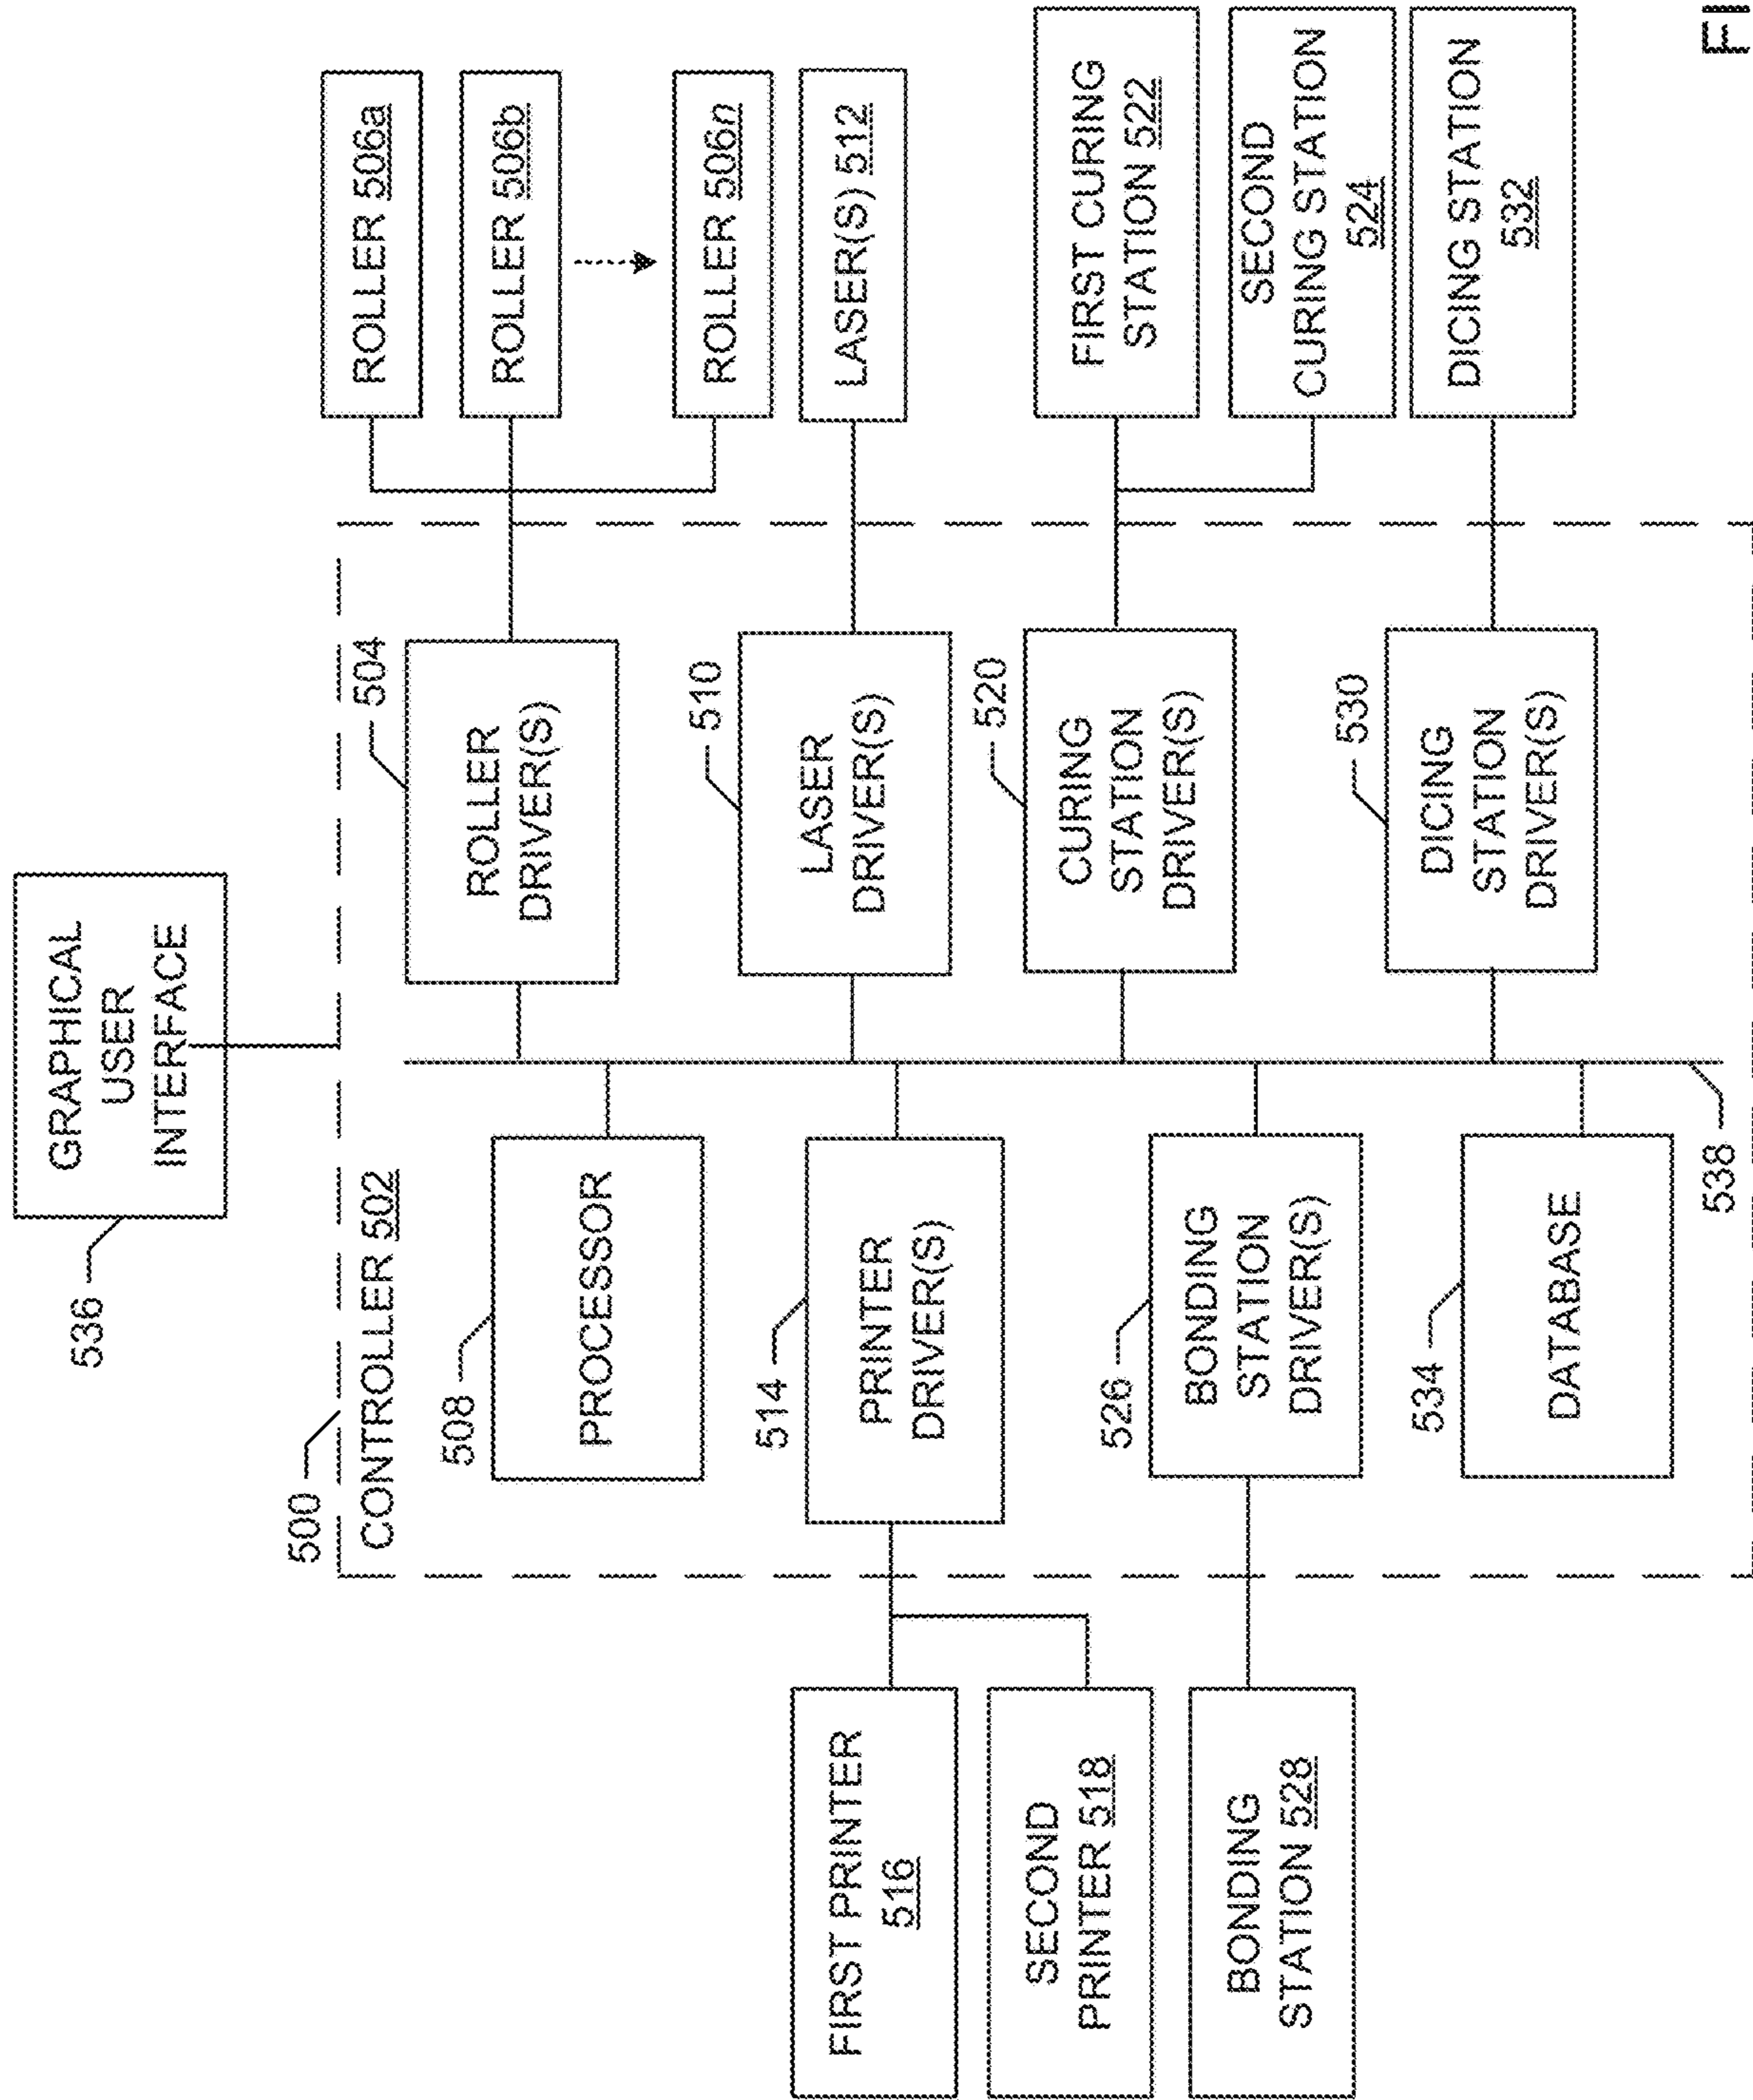 GRAPHICAL
USER
INTERFACE
536
500
CONTROLLER 502
504
ROLLER
DRIVER(S)
ROLLER 506a
ROLLER 506b
ROLLER 506n
508
PROCESSOR
510
LASER
DRIVER(S)
LASER(S) 512
514
PRINTER
DRIVER(S)
FIRST PRINTER
516
SECOND
PRINTER 518
520
CURING
STATION
DRIVER(S)
FIRST CURING
STATION 522
SECOND
CURING STATION
524
526
BONDING
STATION
DRIVER(S)
BONDING
STATION 528
530
DICING
STATION
DRIVER(S)
DICING STATION
532
534
DATABASE
538